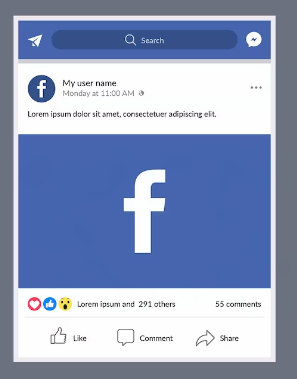 Search
My user name
Monday at 11:00 AM
Lorem ipsum dolor sit amet, consectetuer adipiscing elit.
Lorem ipsum and 291 others
55 comments
Like
Comment
Share